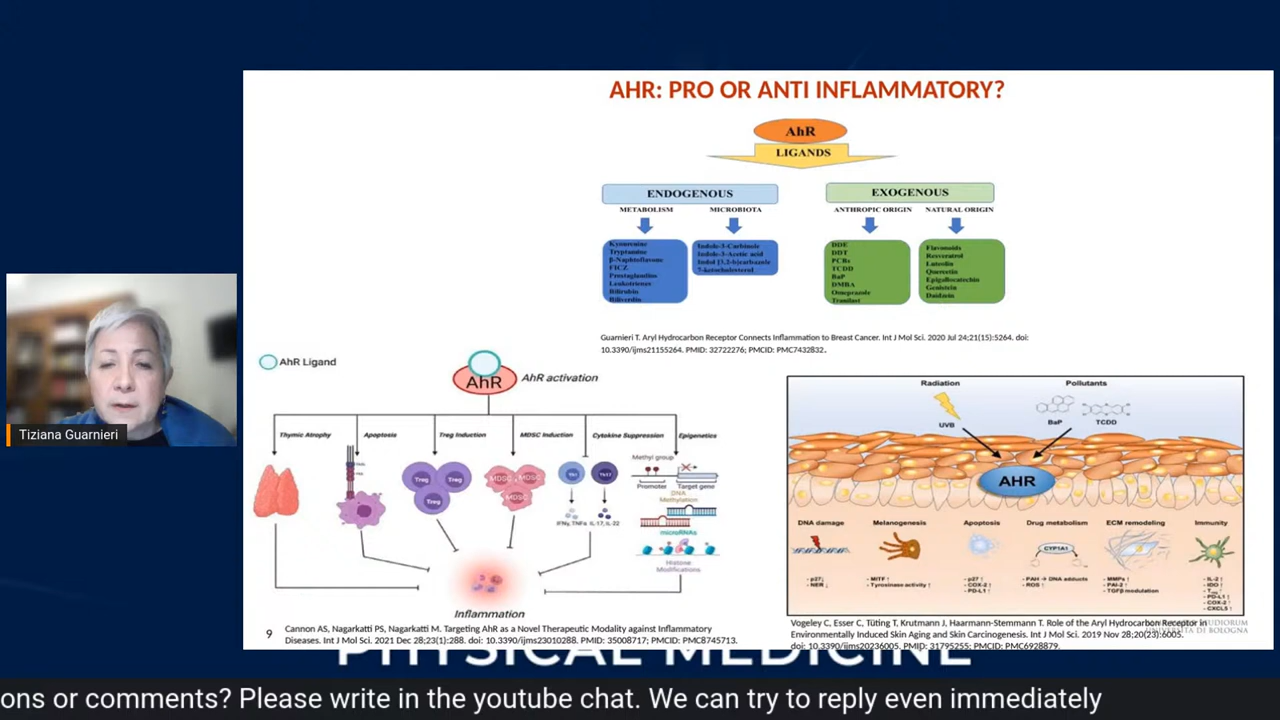 AHR: PRO OR ANTI INFLAMMATORY?
AhR
LIGANDS
ENDOGENOUS
METABOLISM
MICROBIOTA
Kynurenine
Tryptamine
β-Naphtoflavone
FICZ
Prostaglandins
Leukotrienes
Bilirubin
Biliverdin
Indole-3-Carbinole
Indole-3-Acetic acid
Indol [3,2-b]carbazole
7-ketocholesterol
EXOGENOUS
ANTHROPIC ORIGIN
NATURAL ORIGIN
DDE
DDT
PCBs
TCDD
BaP
DMBA
Omeprazole
Tranilast
Flavonoids
Resveratrol
Luteolin
Quercetin
Epigallocatechin
Genistein
Daidzein
Guarnieri T. Aryl Hydrocarbon Receptor Connects Inflammation to Breast Cancer. Int J Mol Sci. 2020 Jul 24;21(15):5264. doi:
10.3390/ijms21155264. PMID: 32722276; PMCID: PMC7432832.
Tiziana Guarnieri
AhR Ligand
AhR
AhR activation
Thymic Atrophy
Apoptosis
Treg Induction
MDSC Induction
Cytokine Suppression
Epigenetics
Treg
Treg
Treg
MDSC
MDSC
MDSC
Th1
Th17
IFNγ, TNFα
IL 17, IL-22
Methyl group
Promoter
Target gene
DNA
Methylation
microRNAs
Histone
Modifications
Inflammation
9
Cannon AS, Nagarkatti PS, Nagarkatti M. Targeting AhR as a Novel Therapeutic Modality against Inflammatory
Diseases. Int J Mol Sci. 2021 Dec 28;23(1):288. doi: 10.3390/ijms23010288. PMID: 35008717; PMCID: PMC8745713.
Radiation
Pollutants
UVB
BaP
TCDD
AHR
DNA damage
Melanogenesis
Apoptosis
Drug metabolism
ECM remodeling
Immunity
CYP1A1
- p27↓
- NER ↓
- MITF ↑
- Tyrosinase activity ↑
- p27 ↑
- COX-2 ↑
- PD-L1 ↑
- PAH → DNA adducts
- ROS ↑
- MMPs ↑
- PAI-2 ↑
- TGFβ modulation
- IL-2 ↑
- IDO ↑
- PD-L1 ↑
- COX-2 ↑
- CXCL5 ↑
Vogeley C, Esser C, Tüting T, Krutmann J, Haarmann-Stemmann T. Role of the Aryl Hydrocarbon Receptor in
Environmentally Induced Skin Aging and Skin Carcinogenesis. Int J Mol Sci. 2019 Nov 28;20(23):6005.
doi: 10.3390/ijms20236005. PMID: 31795255; PMCID: PMC6928879.
PHYSICAL MEDICINE
ons or comments? Please write in the youtube chat. We can try to reply even immediately